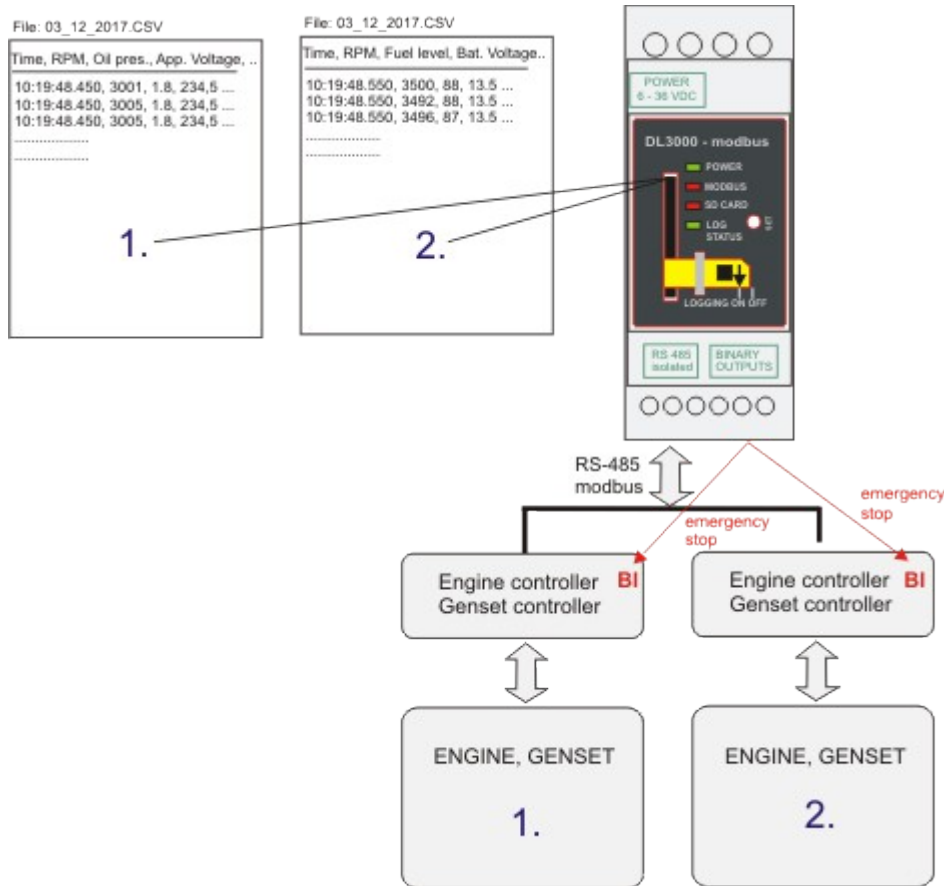 File: 03_12_2017.CSV
Time, RPM, Oil pres., App. Voltage, ..
10:19:48.450, 3001, 1.8, 234,5 ...
10:19:48.450, 3005, 1.8, 234,5 ...
10:19:48.450, 3005, 1.8, 234,5 ...
..................
..................
1.
File: 03_12_2017.CSV
Time, RPM, Fuel level, Bat. Voltage..
10:19:48.550, 3500, 88, 13.5 ...
10:19:48.550, 3492, 88, 13.5 ...
10:19:48.550, 3496, 87, 13.5 ...
..................
..................
2.
POWER
6 - 36 VDC
DL3000 - modbus
POWER
MODBUS
SD CARD
LOG
STATUS
SET
LOGGING ON OFF
RS 485
isolated
BINARY
OUTPUTS
RS-485
modbus
emergency
stop
emergency
stop
Engine controller
Genset controller
BI
Engine controller
Genset controller
BI
ENGINE, GENSET
1.
ENGINE, GENSET
2.